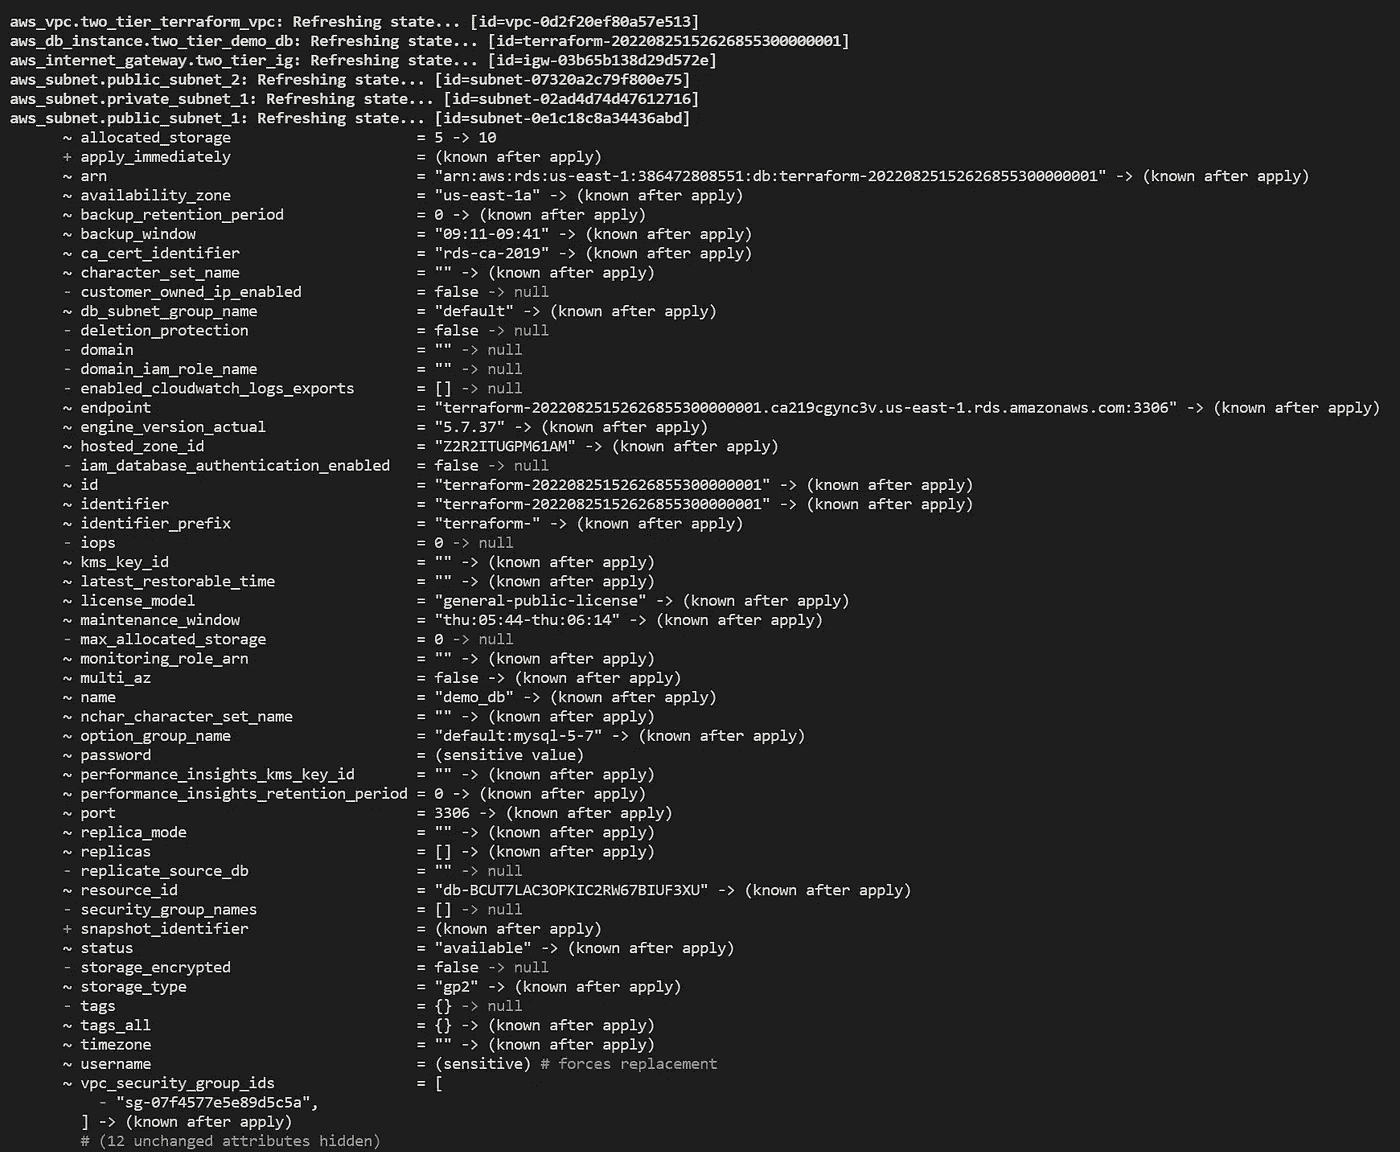 aws_vpc.two_tier_terraform_vpc: Refreshing state... [id=vpc-0d2f20ef80a57e513]
aws_db_instance.two_tier_demo_db: Refreshing state... [id=terraform-20220825152626855300000001]
aws_internet_gateway.two_tier_ig: Refreshing state... [id=igw-03b65b138d29d572e]
aws_subnet.public_subnet_2: Refreshing state... [id=subnet-07320a2c79f800e75]
aws_subnet.private_subnet_1: Refreshing state... [id=subnet-02ad4d74d47612716]
aws_subnet.public_subnet_1: Refreshing state... [id=subnet-0e1c18c8a34436abd]
~ allocated_storage = 5 -> 10
+ apply_immediately = (known after apply)
~ arn = "arn:aws:rds:us-east-1:386472808551:db:terraform-20220825152626855300000001" -> (known after apply)
~ availability_zone = "us-east-1a" -> (known after apply)
~ backup_retention_period = 0 -> (known after apply)
~ backup_window = "09:11-09:41" -> (known after apply)
~ ca_cert_identifier = "rds-ca-2019" -> (known after apply)
~ character_set_name = "" -> (known after apply)
- customer_owned_ip_enabled = false -> null
~ db_subnet_group_name = "default" -> (known after apply)
- deletion_protection = false -> null
- domain = "" -> null
- domain_iam_role_name = "" -> null
- enabled_cloudwatch_logs_exports = [] -> null
~ endpoint = "terraform-20220825152626855300000001.ca219cgync3v.us-east-1.rds.amazonaws.com:3306" -> (known after apply)
~ engine_version_actual = "5.7.37" -> (known after apply)
~ hosted_zone_id = "Z2R2ITUGPM61AM" -> (known after apply)
- iam_database_authentication_enabled = false -> null
~ id = "terraform-20220825152626855300000001" -> (known after apply)
~ identifier = "terraform-20220825152626855300000001" -> (known after apply)
~ identifier_prefix = "terraform-" -> (known after apply)
- iops = 0 -> null
~ kms_key_id = "" -> (known after apply)
~ latest_restorable_time = "" -> (known after apply)
~ license_model = "general-public-license" -> (known after apply)
~ maintenance_window = "thu:05:44-thu:06:14" -> (known after apply)
- max_allocated_storage = 0 -> null
~ monitoring_role_arn = "" -> (known after apply)
~ multi_az = false -> (known after apply)
~ name = "demo_db" -> (known after apply)
~ nchar_character_set_name = "" -> (known after apply)
~ option_group_name = "default:mysql-5-7" -> (known after apply)
~ password = (sensitive value)
~ performance_insights_kms_key_id = "" -> (known after apply)
~ performance_insights_retention_period = 0 -> (known after apply)
~ port = 3306 -> (known after apply)
~ replica_mode = "" -> (known after apply)
~ replicas = [] -> (known after apply)
- replicate_source_db = "" -> null
~ resource_id = "db-BCUT7LAC3OPKIC2RW67BIUF3XU" -> (known after apply)
- security_group_names = [] -> null
+ snapshot_identifier = (known after apply)
~ status = "available" -> (known after apply)
- storage_encrypted = false -> null
~ storage_type = "gp2" -> (known after apply)
- tags = {} -> null
~ tags_all = {} -> (known after apply)
~ timezone = "" -> (known after apply)
~ username = (sensitive) # forces replacement
~ vpc_security_group_ids = [
- "sg-07f4577e5e89d5c5a",
] -> (known after apply)
# (12 unchanged attributes hidden)